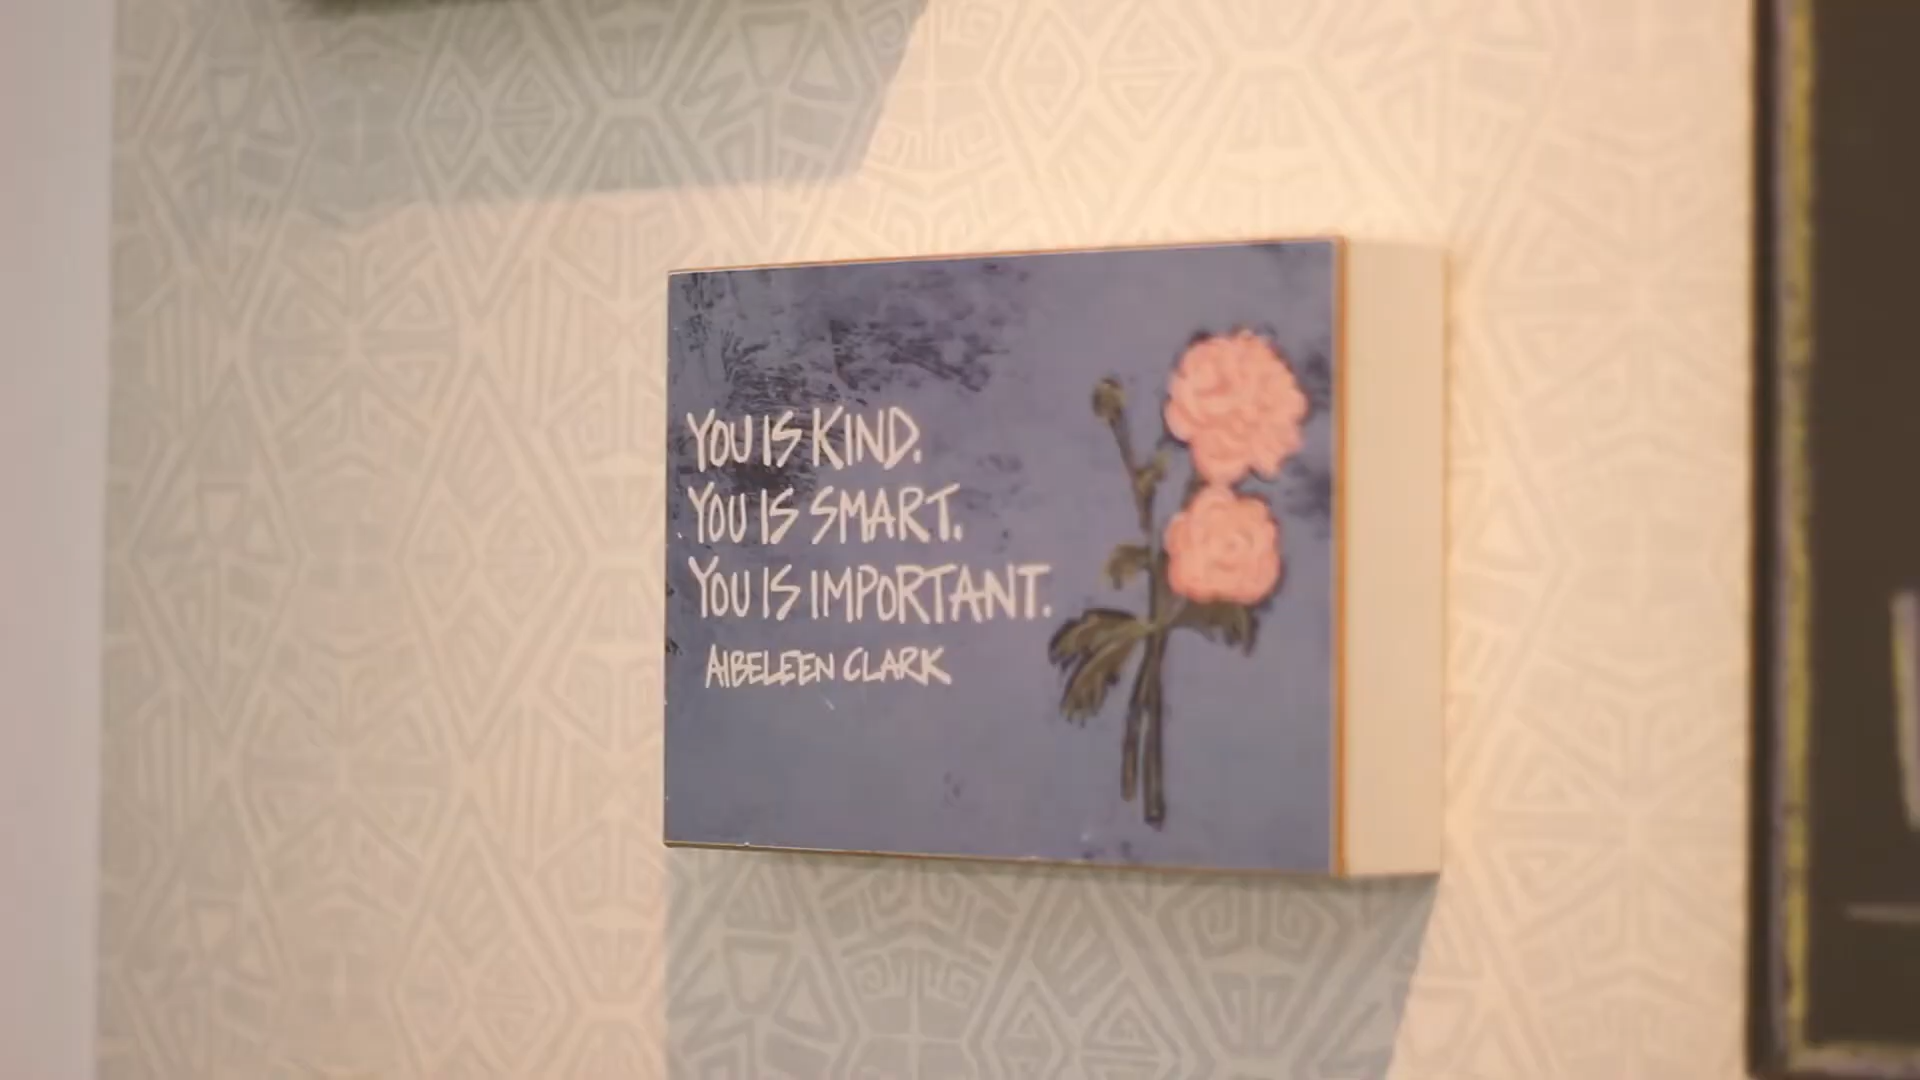 YOU IS KIND.
YOU IS SMART.
YOU IS IMPORTANT.
AIBELEEN CLARK